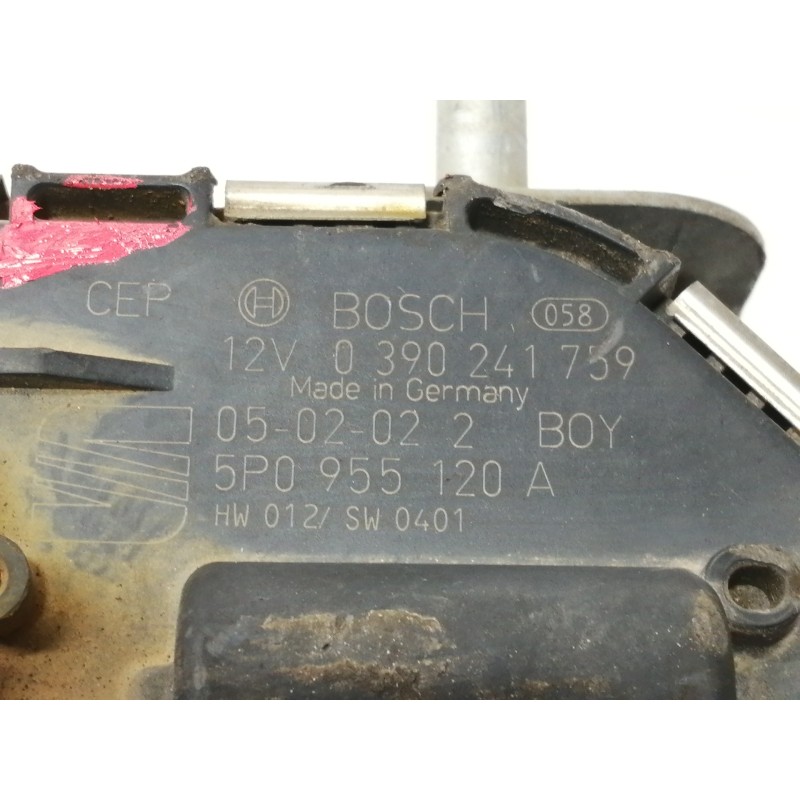 CEP BOSCH 058
12V 0 390 241 759
Made in Germany
05-02-02 2 BOY
5P0 955 120 A
HW 012/ SW 0401